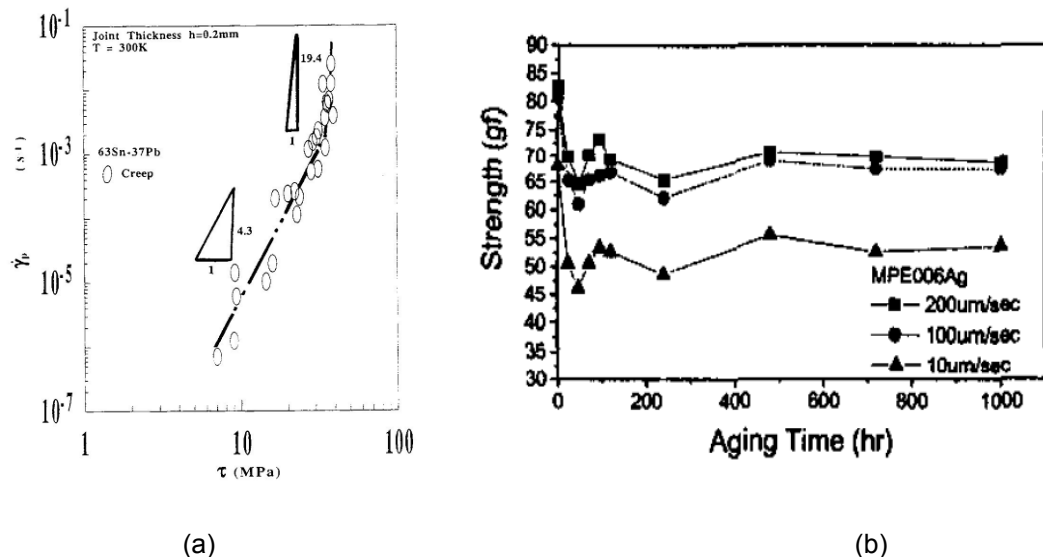 10⁻¹
Joint Thickness h=0.2mm
T = 300K
19.4
1
10⁻³
(s⁻¹)
63Sn-37Pb
Creep
4.3
1
γ̇p
10⁻⁵
10⁻⁷
1
10
100
τ (MPa)
(a)
90
85
80
75
70
65
60
55
50
45
40
35
30
Strength (gf)
MPE006Ag
200um/sec
100um/sec
10um/sec
0
200
400
600
800
1000
Aging Time (hr)
(b)